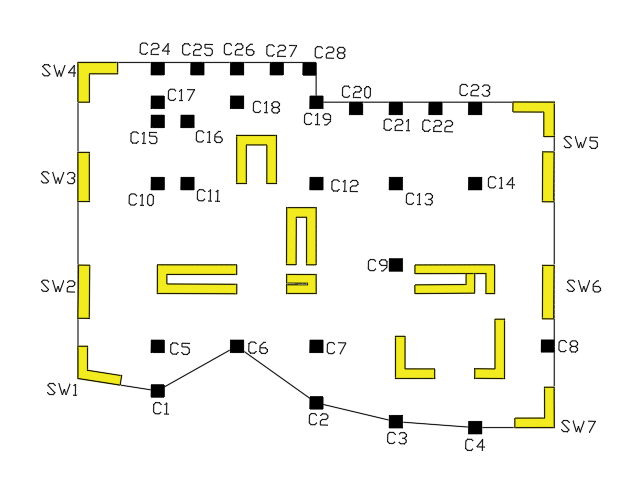 C24 C25 C26 C27 C28
SW4
C17 C18 C19 C20 C21 C22 C23
C15 C16
SW5
SW3
C10 C11 C12 C13 C14
C9
SW2 SW6
C5 C6 C7 C8
SW1
C1 C2 C3 C4 SW7